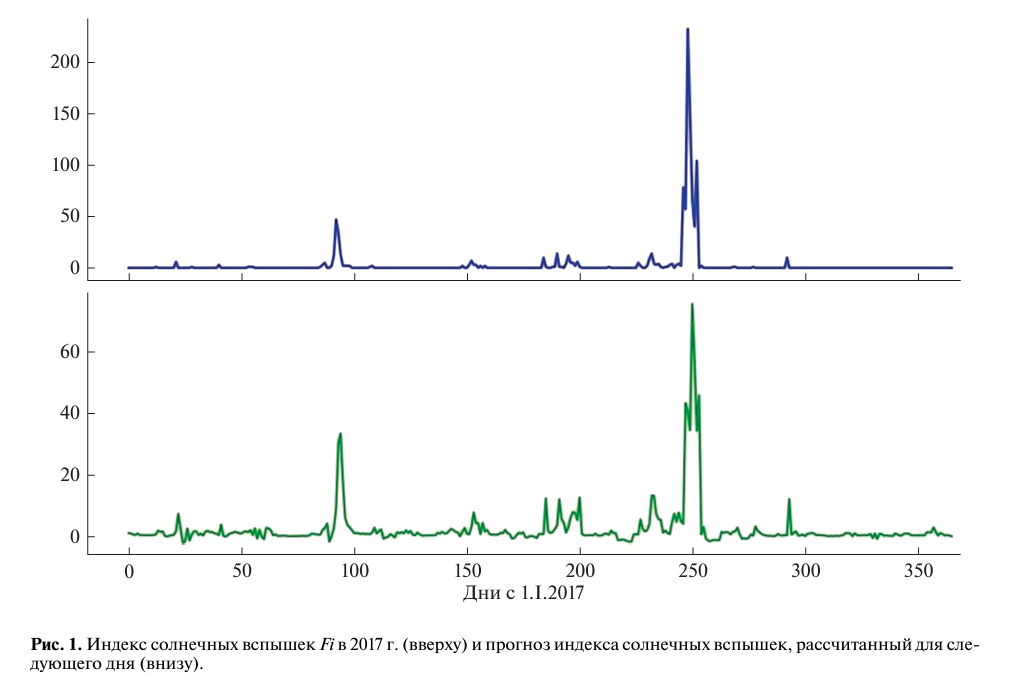 200
150
100
50
0
60
40
20
0
0 50 100 150 200 250 300 350
Дни с 1.I.2017
Рис. 1. Индекс солнечных вспышек Fi в 2017 г. (вверху) и прогноз индекса солнечных вспышек, рассчитанный для сле-
дующего дня (внизу).